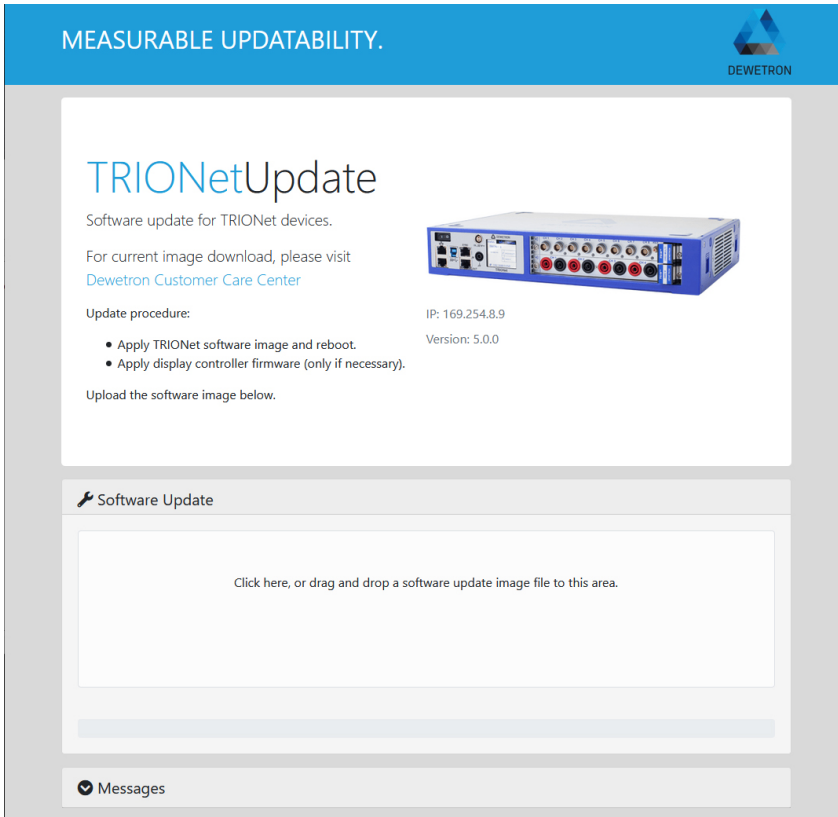 MEASURABLE UPDATABILITY.
DEWETRON
TRIONetUpdate
Software update for TRIONet devices.
For current image download, please visit
Dewetron Customer Care Center
Update procedure:
IP: 169.254.8.9
Version: 5.0.0
Apply TRIONet software image and reboot.
Apply display controller firmware (only if necessary).
Upload the software image below.
Software Update
Click here, or drag and drop a software update image file to this area.
Messages